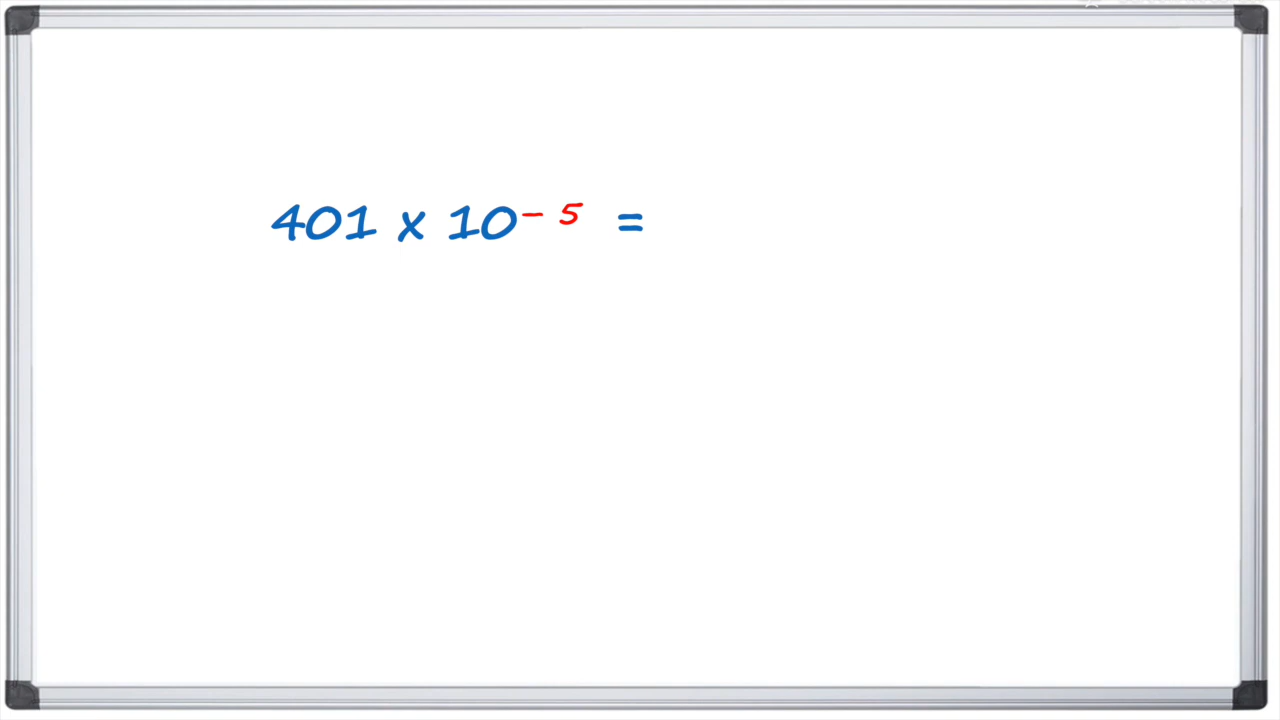 401 x 10⁻ ⁵ =